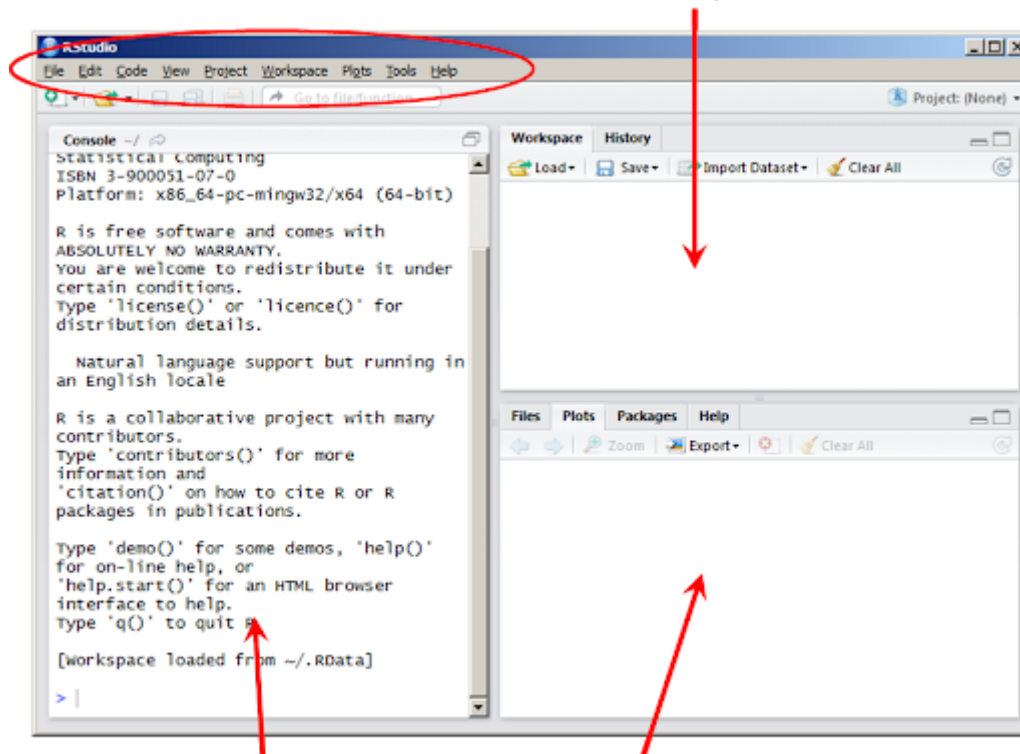 RStudio
File Edit Code View Project Workspace Plots Tools Help
Go to file/function
Project: (None)
Console ~/
Statistical Computing
ISBN 3-900051-07-0
Platform: x86_64-pc-mingw32/x64 (64-bit)
R is free software and comes with
ABSOLUTELY NO WARRANTY.
You are welcome to redistribute it under
certain conditions.
Type 'license()' or 'licence()' for
distribution details.
Natural language support but running in
an English locale
R is a collaborative project with many
contributors.
Type 'contributors()' for more
information and
'citation()' on how to cite R or R
packages in publications.
Type 'demo()' for some demos, 'help()'
for on-line help, or
'help.start()' for an HTML browser
interface to help.
Type 'q()' to quit R.
[Workspace loaded from ~/.RData]
>
Workspace History
Load Save Import Dataset Clear All
Files Plots Packages Help
Zoom Export Clear All